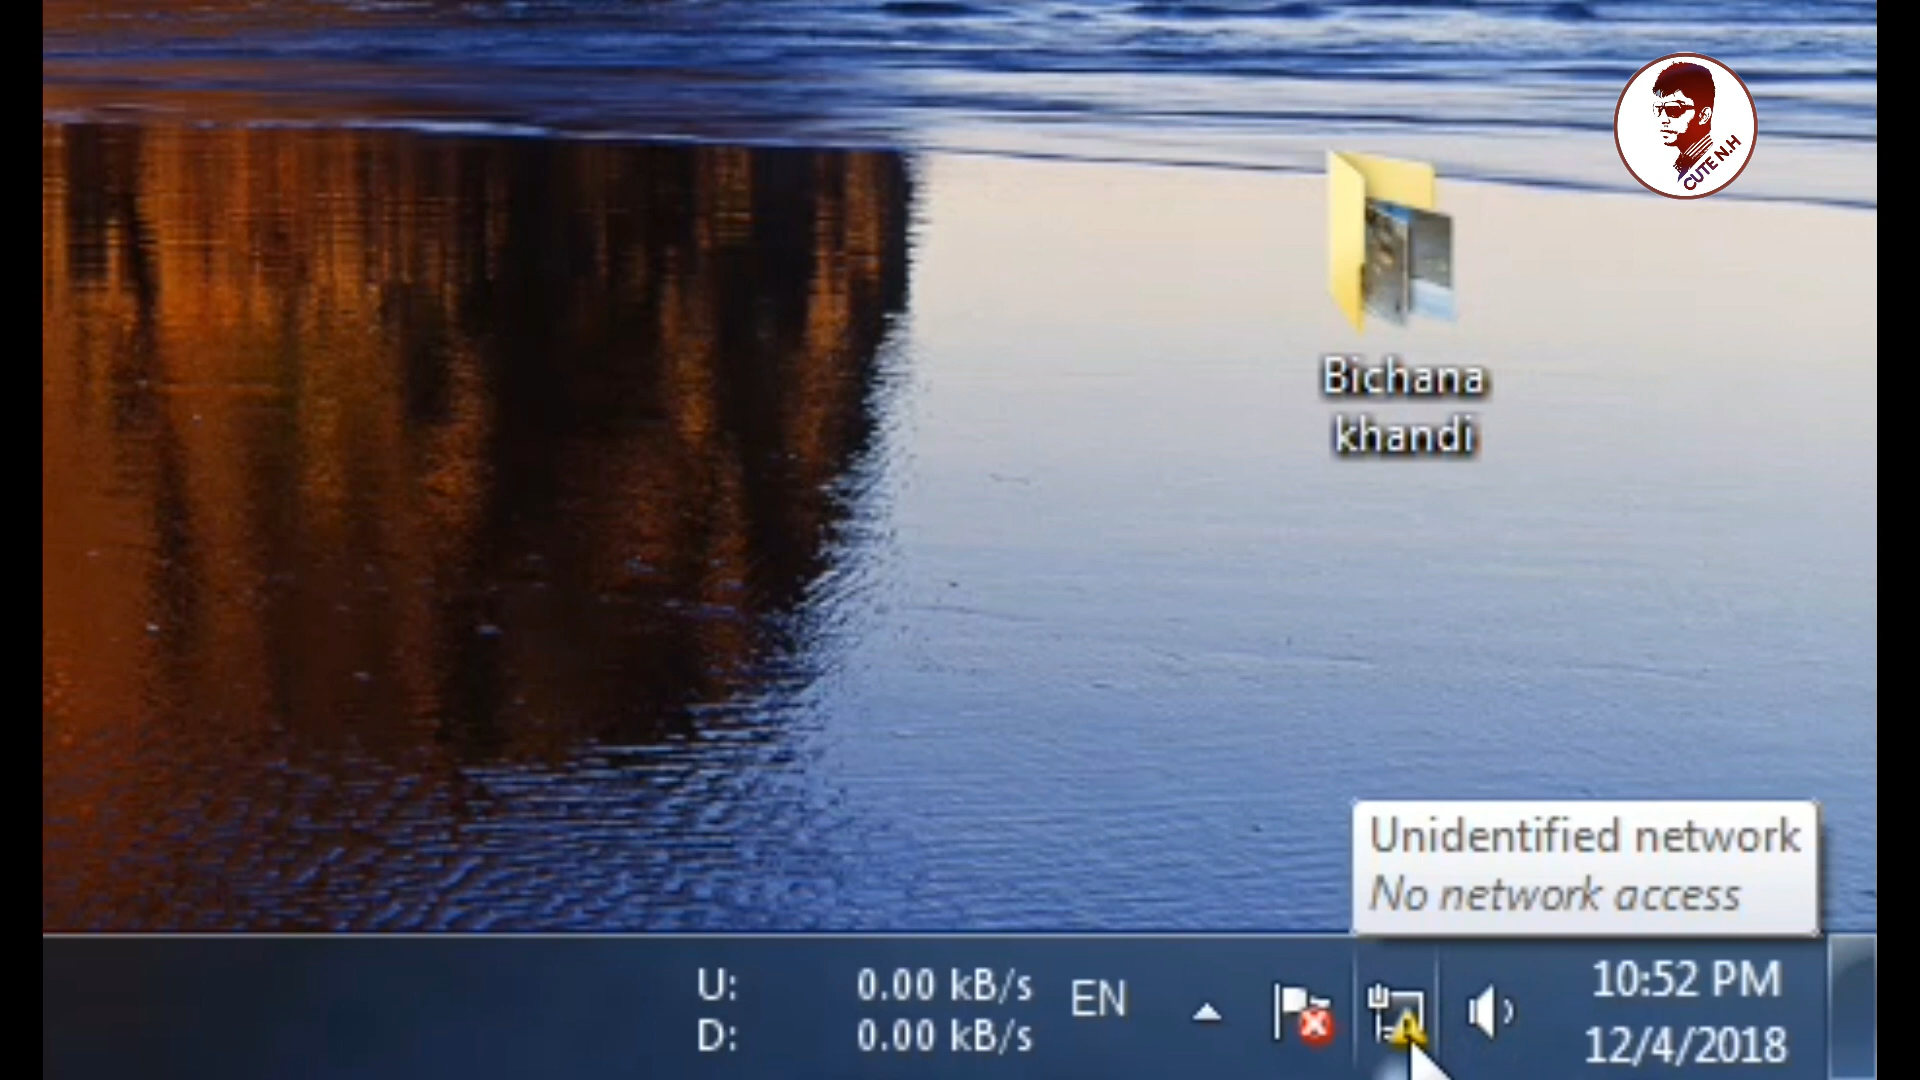 CUTE N.H
Bichana
khandi
Unidentified network
No network access
U: 0.00 kB/s
D: 0.00 kB/s
EN
10:52 PM
12/4/2018